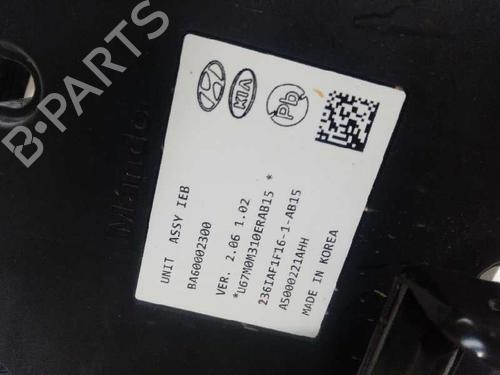 B-PARTS
Mando
KIA
Pb
UNIT ASSY IEB
BA60002300
VER. 2.06 1.02
*U67M0M310ERAB15 *
236IAF1F16-1-AB15
A5000221AHH
MADE IN KOREA